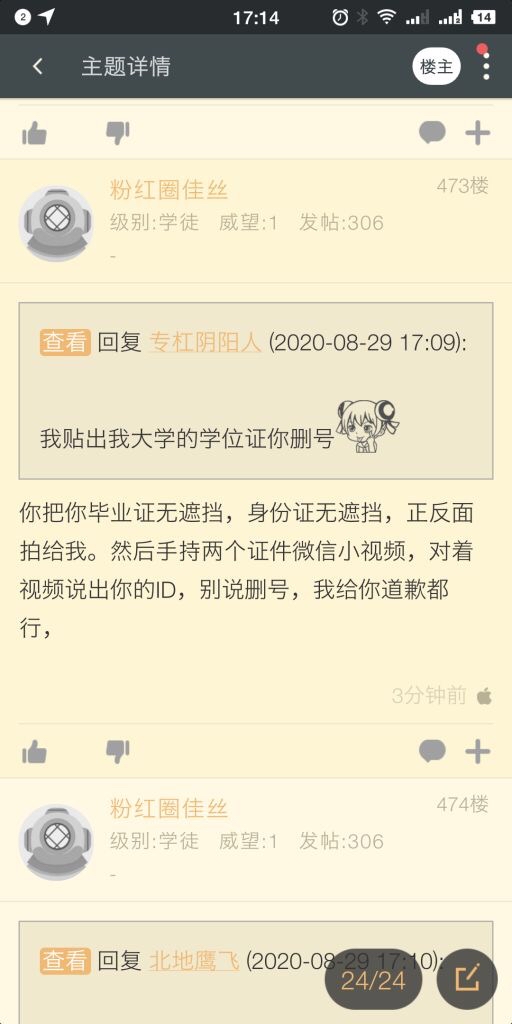 2
17:14
14
主题详情
楼主
粉红圈佳丝
473楼
级别:学徒 威望:1 发帖:306
-
查看 回复 专杠阴阳人 (2020-08-29 17:09):
我贴出我大学的学位证你删号
你把你毕业证无遮挡，身份证无遮挡，正反面
拍给我。然后手持两个证件微信小视频，对着
视频说出你的ID，别说删号，我给你道歉都
行，
3分钟前
粉红圈佳丝
474楼
级别:学徒 威望:1 发帖:306
-
查看 回复 北地鹰飞 (2020-08-29 17:10):
24/24